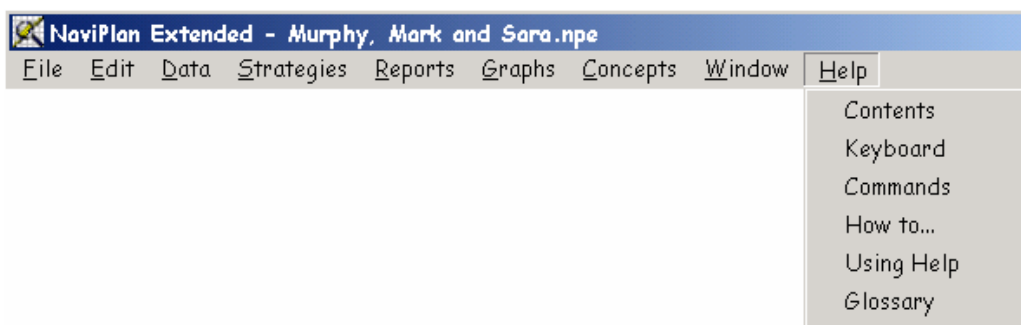 NaviPlan Extended - Murphy, Mark and Sara.npe
File Edit Data Strategies Reports Graphs Concepts Window Help
Contents
Keyboard
Commands
How to...
Using Help
Glossary